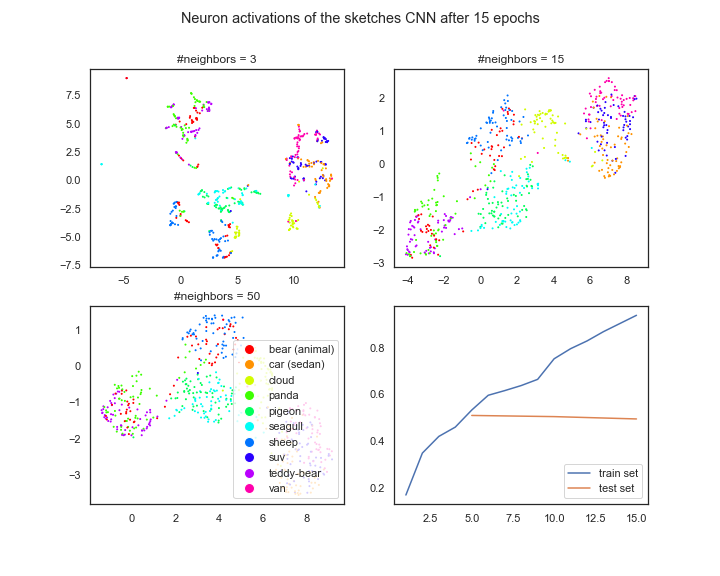 Neuron activations of the sketches CNN after 15 epochs
#neighbors = 3
7.5
5.0
2.5
0.0
−2.5
−5.0
−7.5
−5
0
5
10
#neighbors = 15
2
1
0
−1
−2
−3
−4
−2
0
2
4
6
8
#neighbors = 50
1
0
−1
−2
−3
0
2
4
6
8
bear (animal)
car (sedan)
cloud
panda
pigeon
seagull
sheep
suv
teddy-bear
van
0.8
0.6
0.4
0.2
2.5
5.0
7.5
10.0
12.5
15.0
train set
test set